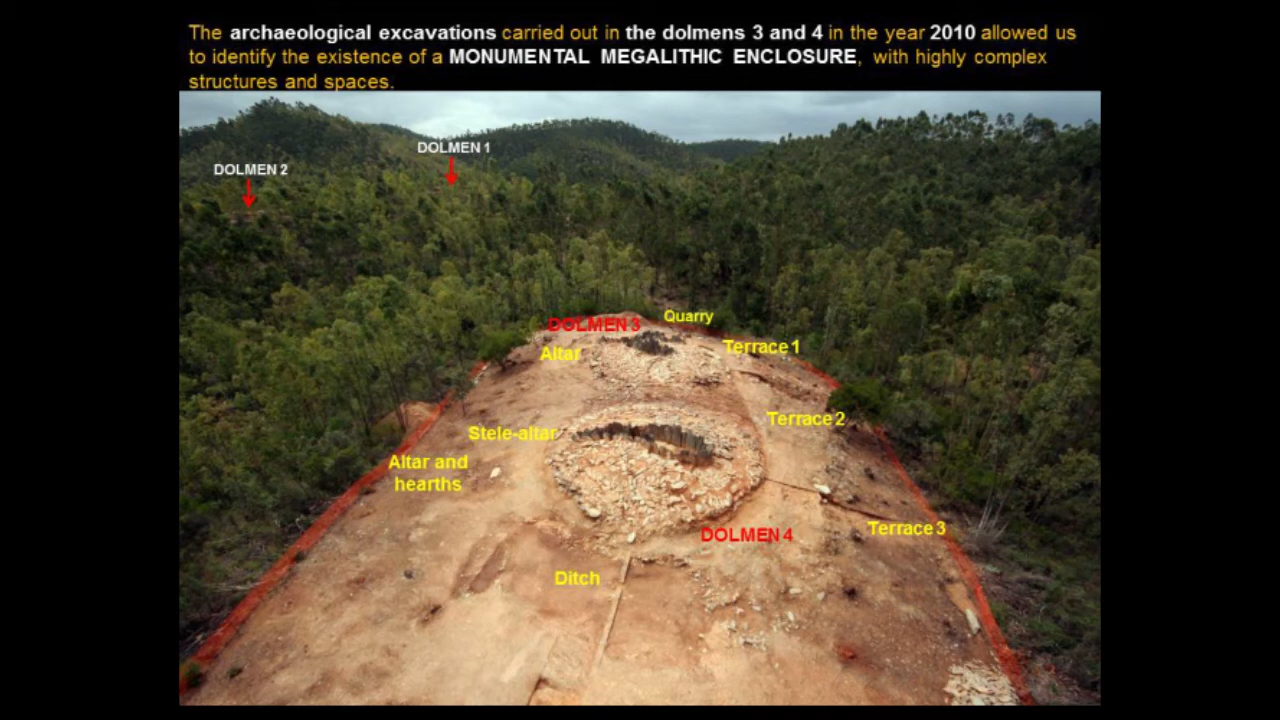 The archaeological excavations carried out in the dolmens 3 and 4 in the year 2010 allowed us
to identify the existence of a MONUMENTAL MEGALITHIC ENCLOSURE, with highly complex
structures and spaces.
DOLMEN 1
DOLMEN 2
Quarry
DOLMEN 3
Terrace 1
Altar
Terrace 2
Stele-altar
Altar and
hearths
Terrace 3
DOLMEN 4
Ditch